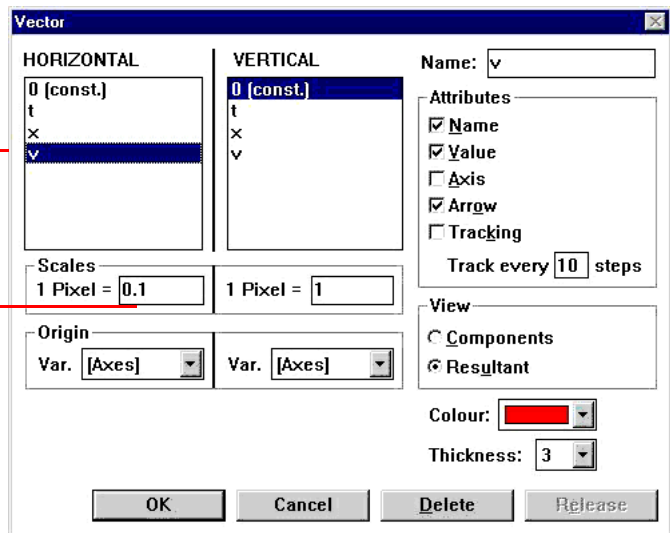 Vector
HORIZONTAL
0 (const.)
t
x
v
VERTICAL
0 (const.)
t
x
v
Scales
1 Pixel = 0.1
1 Pixel = 1
Origin
Var. [Axes]
Var. [Axes]
Name: v
Attributes
Name
Value
Axis
Arrow
Tracking
Track every 10 steps
View
Components
Resultant
Colour:
Thickness: 3
OK
Cancel
Delete
Release